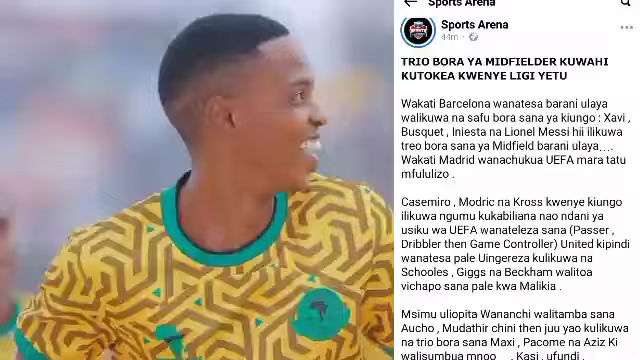 Sports Arena
Sports Arena
44m
TRIO BORA YA MIDFIELDER KUWAHI
KUTOKEA KWENYE LIGI YETU
Wakati Barcelona wanatesa barani ulaya
walikuwa na safu bora sana ya kiungo : Xavi ,
Busquet , Iniesta na Lionel Messi hii ilikuwa
treo bora sana ya Midfield barani ulaya....
Wakati Madrid wanachukua UEFA mara tatu
mfululizo .
Casemiro , Modric na Kross kwenye kiungo
ilikuwa ngumu kukabiliana nao ndani ya
usiku wa UEFA wanateleza sana (Passer ,
Dribbler then Game Controller) United kipindi
wanatesa pale Uingereza kulikuwa na
Schooles , Giggs na Beckham walitoa
vichapo sana pale kwa Malikia .
Msimu uliopita Wananchi walitamba sana
Aucho , Mudathir chini then juu yao kulikuwa
na trio bora sana Maxi , Pacome na Aziz Ki
walisumbua mnoo .... Kasi , ufundi ,